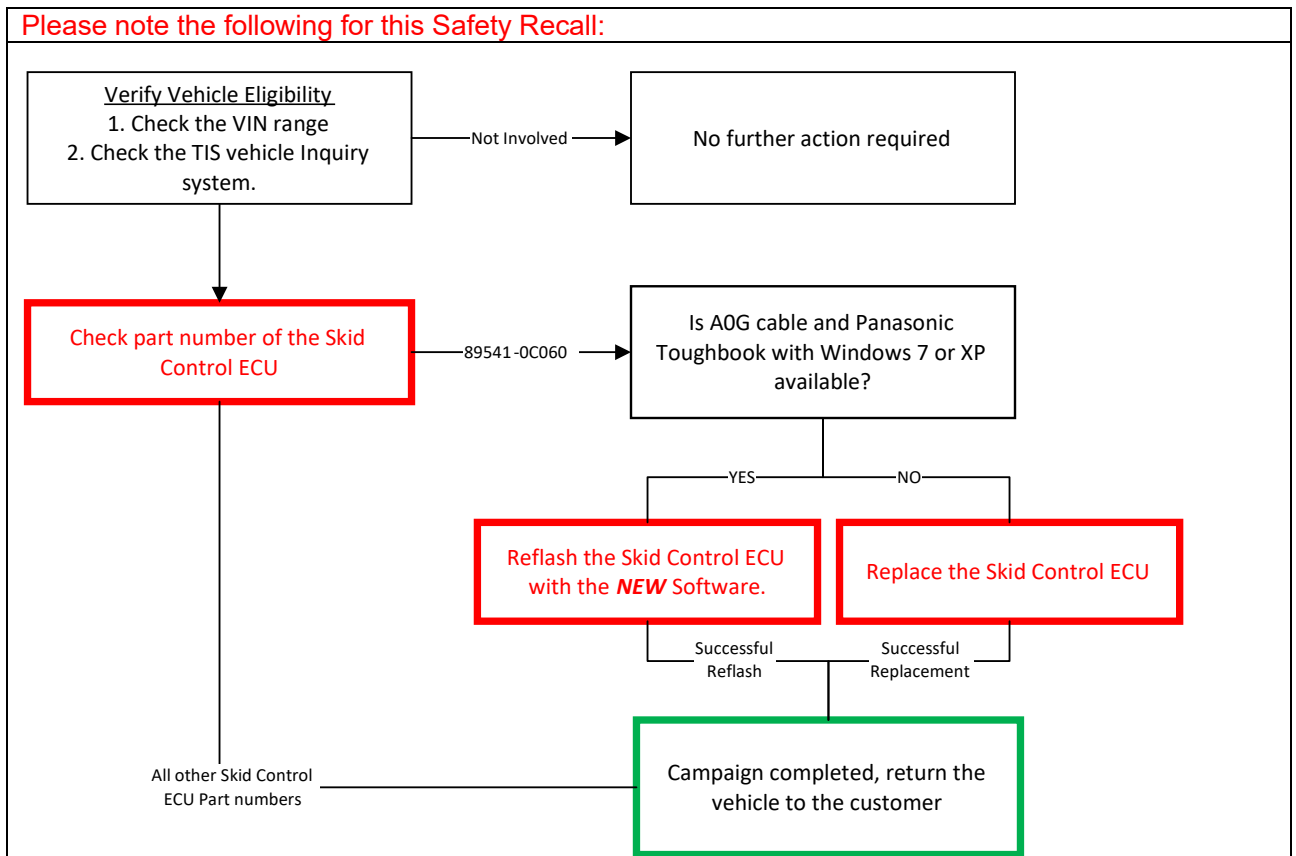 Please note the following for this Safety Recall:
Verify Vehicle Eligibility
1. Check the VIN range
2. Check the TIS vehicle Inquiry
system.
Not Involved
No further action required
Check part number of the Skid
Control ECU
89541-0C060
Is A0G cable and Panasonic
Toughbook with Windows 7 or XP
available?
YES
NO
Reflash the Skid Control ECU
with the NEW Software.
Replace the Skid Control ECU
Successful
Reflash
Successful
Replacement
All other Skid Control
ECU Part numbers
Campaign completed, return the
vehicle to the customer